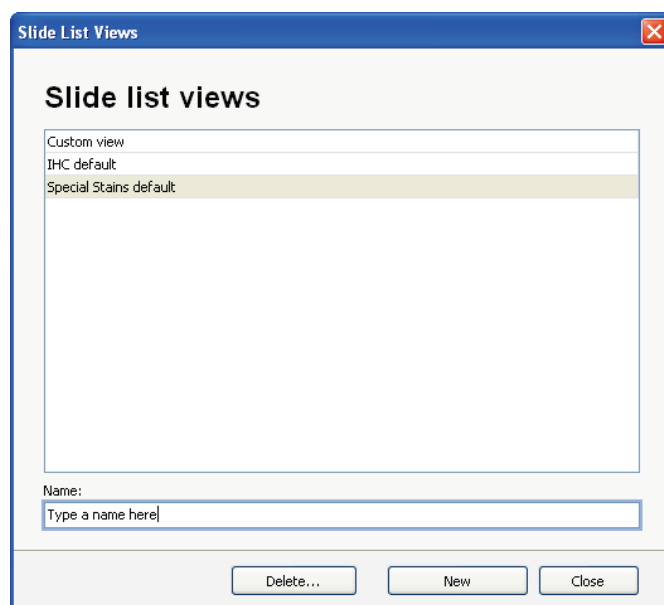 Slide List Views
Slide list views
Custom view
IHC default
Special Stains default
Name:
Type a name here
Delete...
New
Close